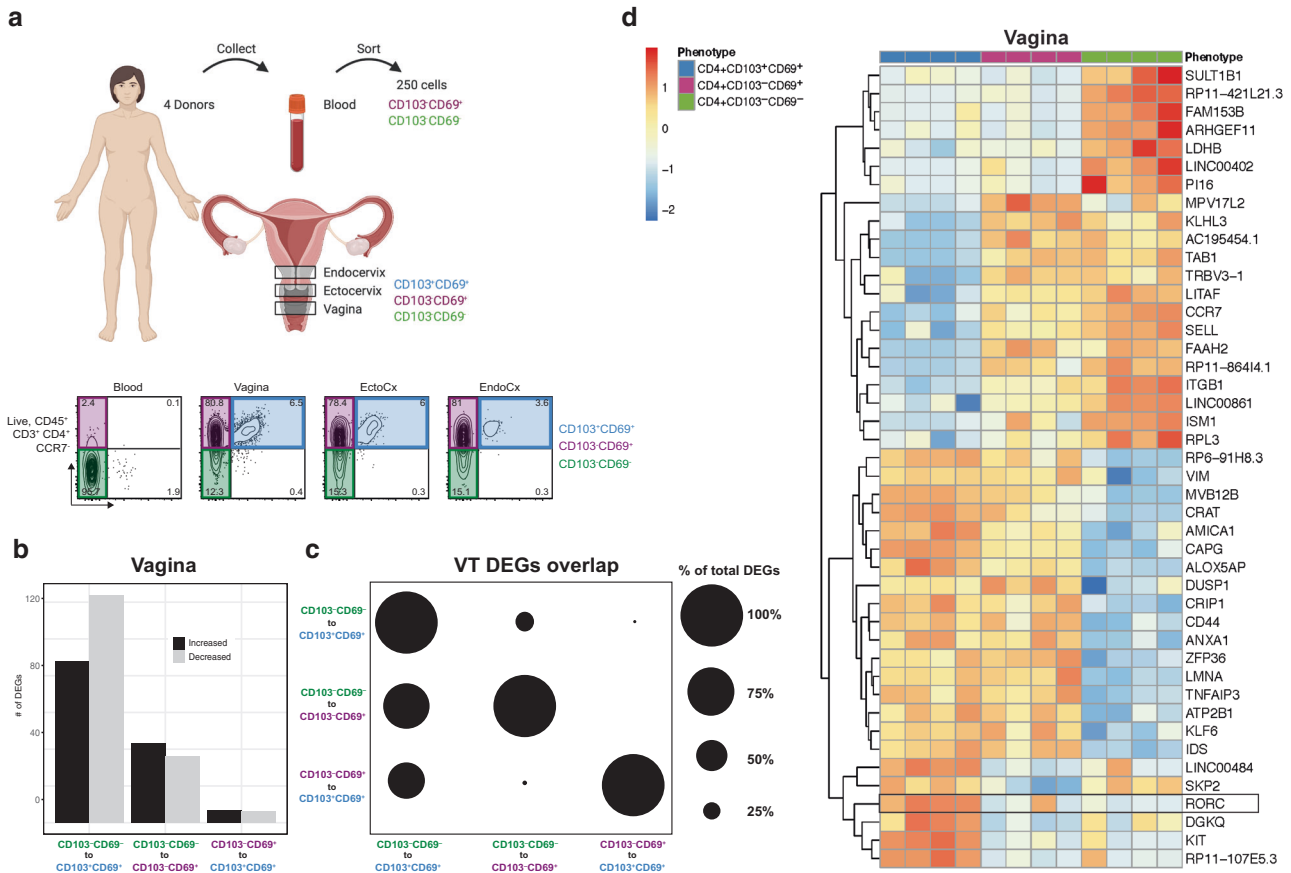 a
Collect
Sort
4 Donors
250 cells
Blood
CD103⁻CD69⁺
CD103⁻CD69⁻
Endocervix
Ectocervix
Vagina
CD103⁺CD69⁺
CD103⁻CD69⁺
CD103⁻CD69⁻
Blood
Vagina
EctoCx
EndoCx
Live, CD45⁺
CD3⁺ CD4⁺
CCR7⁻
2.4
0.1
1.9
80.8
6.5
12.3
0.4
78.4
6
15.3
0.3
81
3.6
15.1
0.3
CD103⁺CD69⁺
CD103⁻CD69⁺
CD103⁻CD69⁻
b
Vagina
# of DEGs
120
80
40
0
Increased
Decreased
CD103⁻CD69⁻
to
CD103⁺CD69⁺
CD103⁻CD69⁻
to
CD103⁻CD69⁺
CD103⁻CD69⁺
to
CD103⁺CD69⁺
c
VT DEGs overlap
CD103⁻CD69⁻
to
CD103⁺CD69⁺
CD103⁻CD69⁻
to
CD103⁻CD69⁺
CD103⁻CD69⁺
to
CD103⁺CD69⁺
CD103⁻CD69⁻
to
CD103⁺CD69⁺
CD103⁻CD69⁻
to
CD103⁻CD69⁺
CD103⁻CD69⁺
to
CD103⁺CD69⁺
% of total DEGs
100%
75%
50%
25%
d
Vagina
1
0
−1
−2
Phenotype
CD4+CD103⁺CD69⁺
CD4+CD103⁻CD69⁺
CD4+CD103⁻CD69⁻
Phenotype
SULT1B1
RP11−421L21.3
FAM153B
ARHGEF11
LDHB
LINC00402
PI16
MPV17L2
KLHL3
AC195454.1
TAB1
TRBV3−1
LITAF
CCR7
SELL
FAAH2
RP11−864I4.1
ITGB1
LINC00861
ISM1
RPL3
RP6−91H8.3
VIM
MVB12B
CRAT
AMICA1
CAPG
ALOX5AP
DUSP1
CRIP1
CD44
ANXA1
ZFP36
LMNA
TNFAIP3
ATP2B1
KLF6
IDS
LINC00484
SKP2
RORC
DGKQ
KIT
RP11−107E5.3